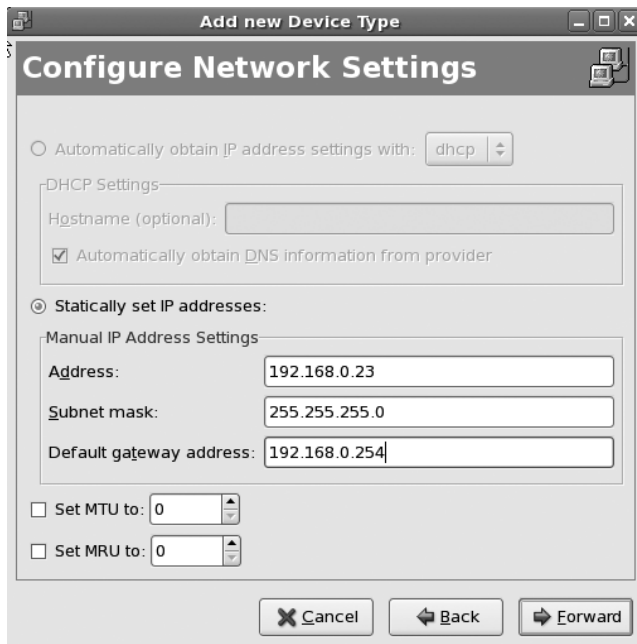 Add new Device Type
Configure Network Settings
Automatically obtain IP address settings with: dhcp
DHCP Settings
Hostname (optional):
Automatically obtain DNS information from provider
Statically set IP addresses:
Manual IP Address Settings
Address: 192.168.0.23
Subnet mask: 255.255.255.0
Default gateway address: 192.168.0.254
Set MTU to: 0
Set MRU to: 0
Cancel Back Forward